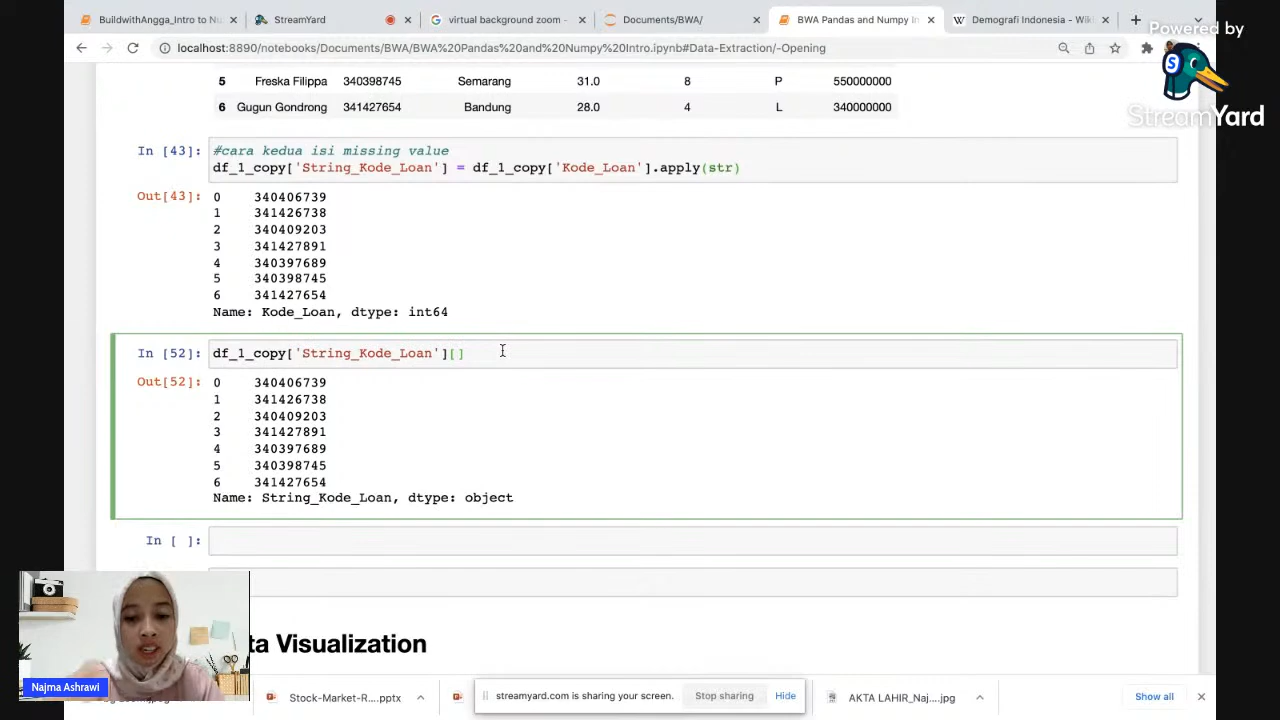 BuildwithAngga_Intro to Nu
StreamYard
virtual background zoom -
Documents/BWA/
BWA Pandas and Numpy In
Demografi Indonesia - Wiki
localhost:8890/notebooks/Documents/BWA/BWA%20Pandas%20and%20Numpy%20Intro.ipynb#Data-Extraction/-Opening
Powered by
StreamYard
5 Freska Filippa 340398745 Semarang 31.0 8 P 550000000
6 Gugun Gondrong 341427654 Bandung 28.0 4 L 340000000
In [43]: #cara kedua isi missing value
df_1_copy['String_Kode_Loan'] = df_1_copy['Kode_Loan'].apply(str)
Out[43]: 0 340406739
1 341426738
2 340409203
3 341427891
4 340397689
5 340398745
6 341427654
Name: Kode_Loan, dtype: int64
In [52]: df_1_copy['String_Kode_Loan'][]
Out[52]: 0 340406739
1 341426738
2 340409203
3 341427891
4 340397689
5 340398745
6 341427654
Name: String_Kode_Loan, dtype: object
In [ ]:
ta Visualization
Najma Ashrawi
Stock-Market-R....pptx
streamyard.com is sharing your screen.
Stop sharing
Hide
AKTA LAHIR_Naj....jpg
Show all